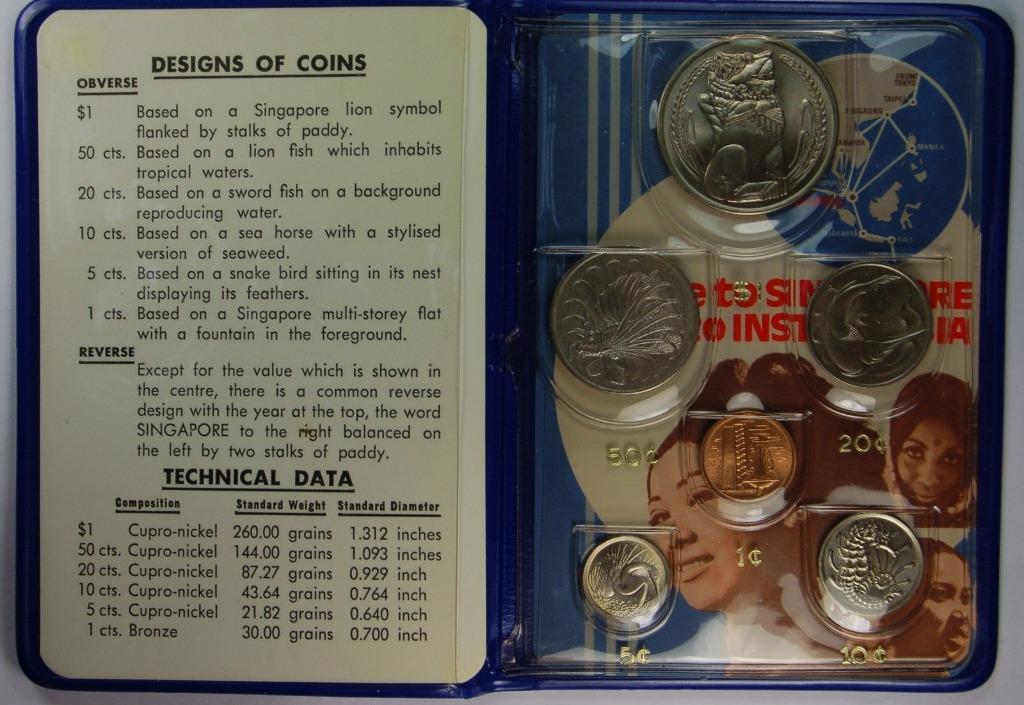 DESIGNS OF COINS
OBVERSE
$1 Based on a Singapore lion symbol
flanked by stalks of paddy.
50 cts. Based on a lion fish which inhabits
tropical waters.
20 cts. Based on a sword fish on a background
reproducing water.
10 cts. Based on a sea horse with a stylised
version of seaweed.
5 cts. Based on a snake bird sitting in its nest
displaying its feathers.
1 cts. Based on a Singapore multi-storey flat
with a fountain in the foreground.
REVERSE
Except for the value which is shown in
the centre, there is a common reverse
design with the year at the top, the word
SINGAPORE to the right balanced on
the left by two stalks of paddy.
TECHNICAL DATA
Composition Standard Weight Standard Diameter
$1 Cupro-nickel 260.00 grains 1.312 inches
50 cts. Cupro-nickel 144.00 grains 1.093 inches
20 cts. Cupro-nickel 87.27 grains 0.929 inch
10 cts. Cupro-nickel 43.64 grains 0.764 inch
5 cts. Cupro-nickel 21.82 grains 0.640 inch
1 cts. Bronze 30.00 grains 0.700 inch
FROM
TOKYO
TAIPEI
MANILA
BALI
$1
to
50¢
20¢
1¢
5¢
10¢